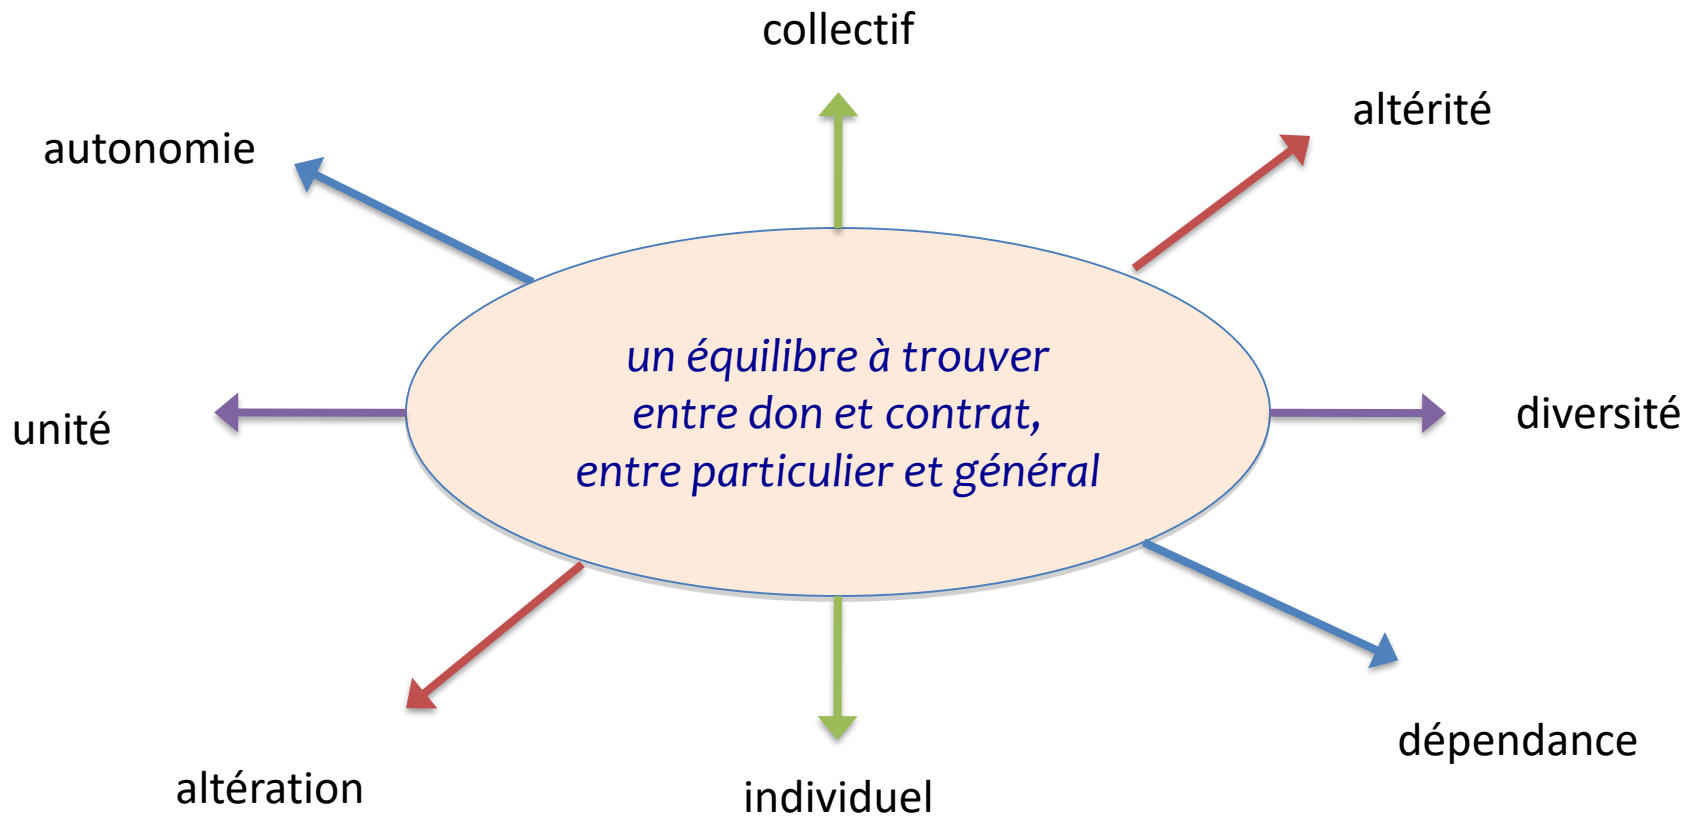 collectif
altérité
autonomie
un équilibre à trouver
entre don et contrat,
entre particulier et général
unité
diversité
dépendance
altération
individuel